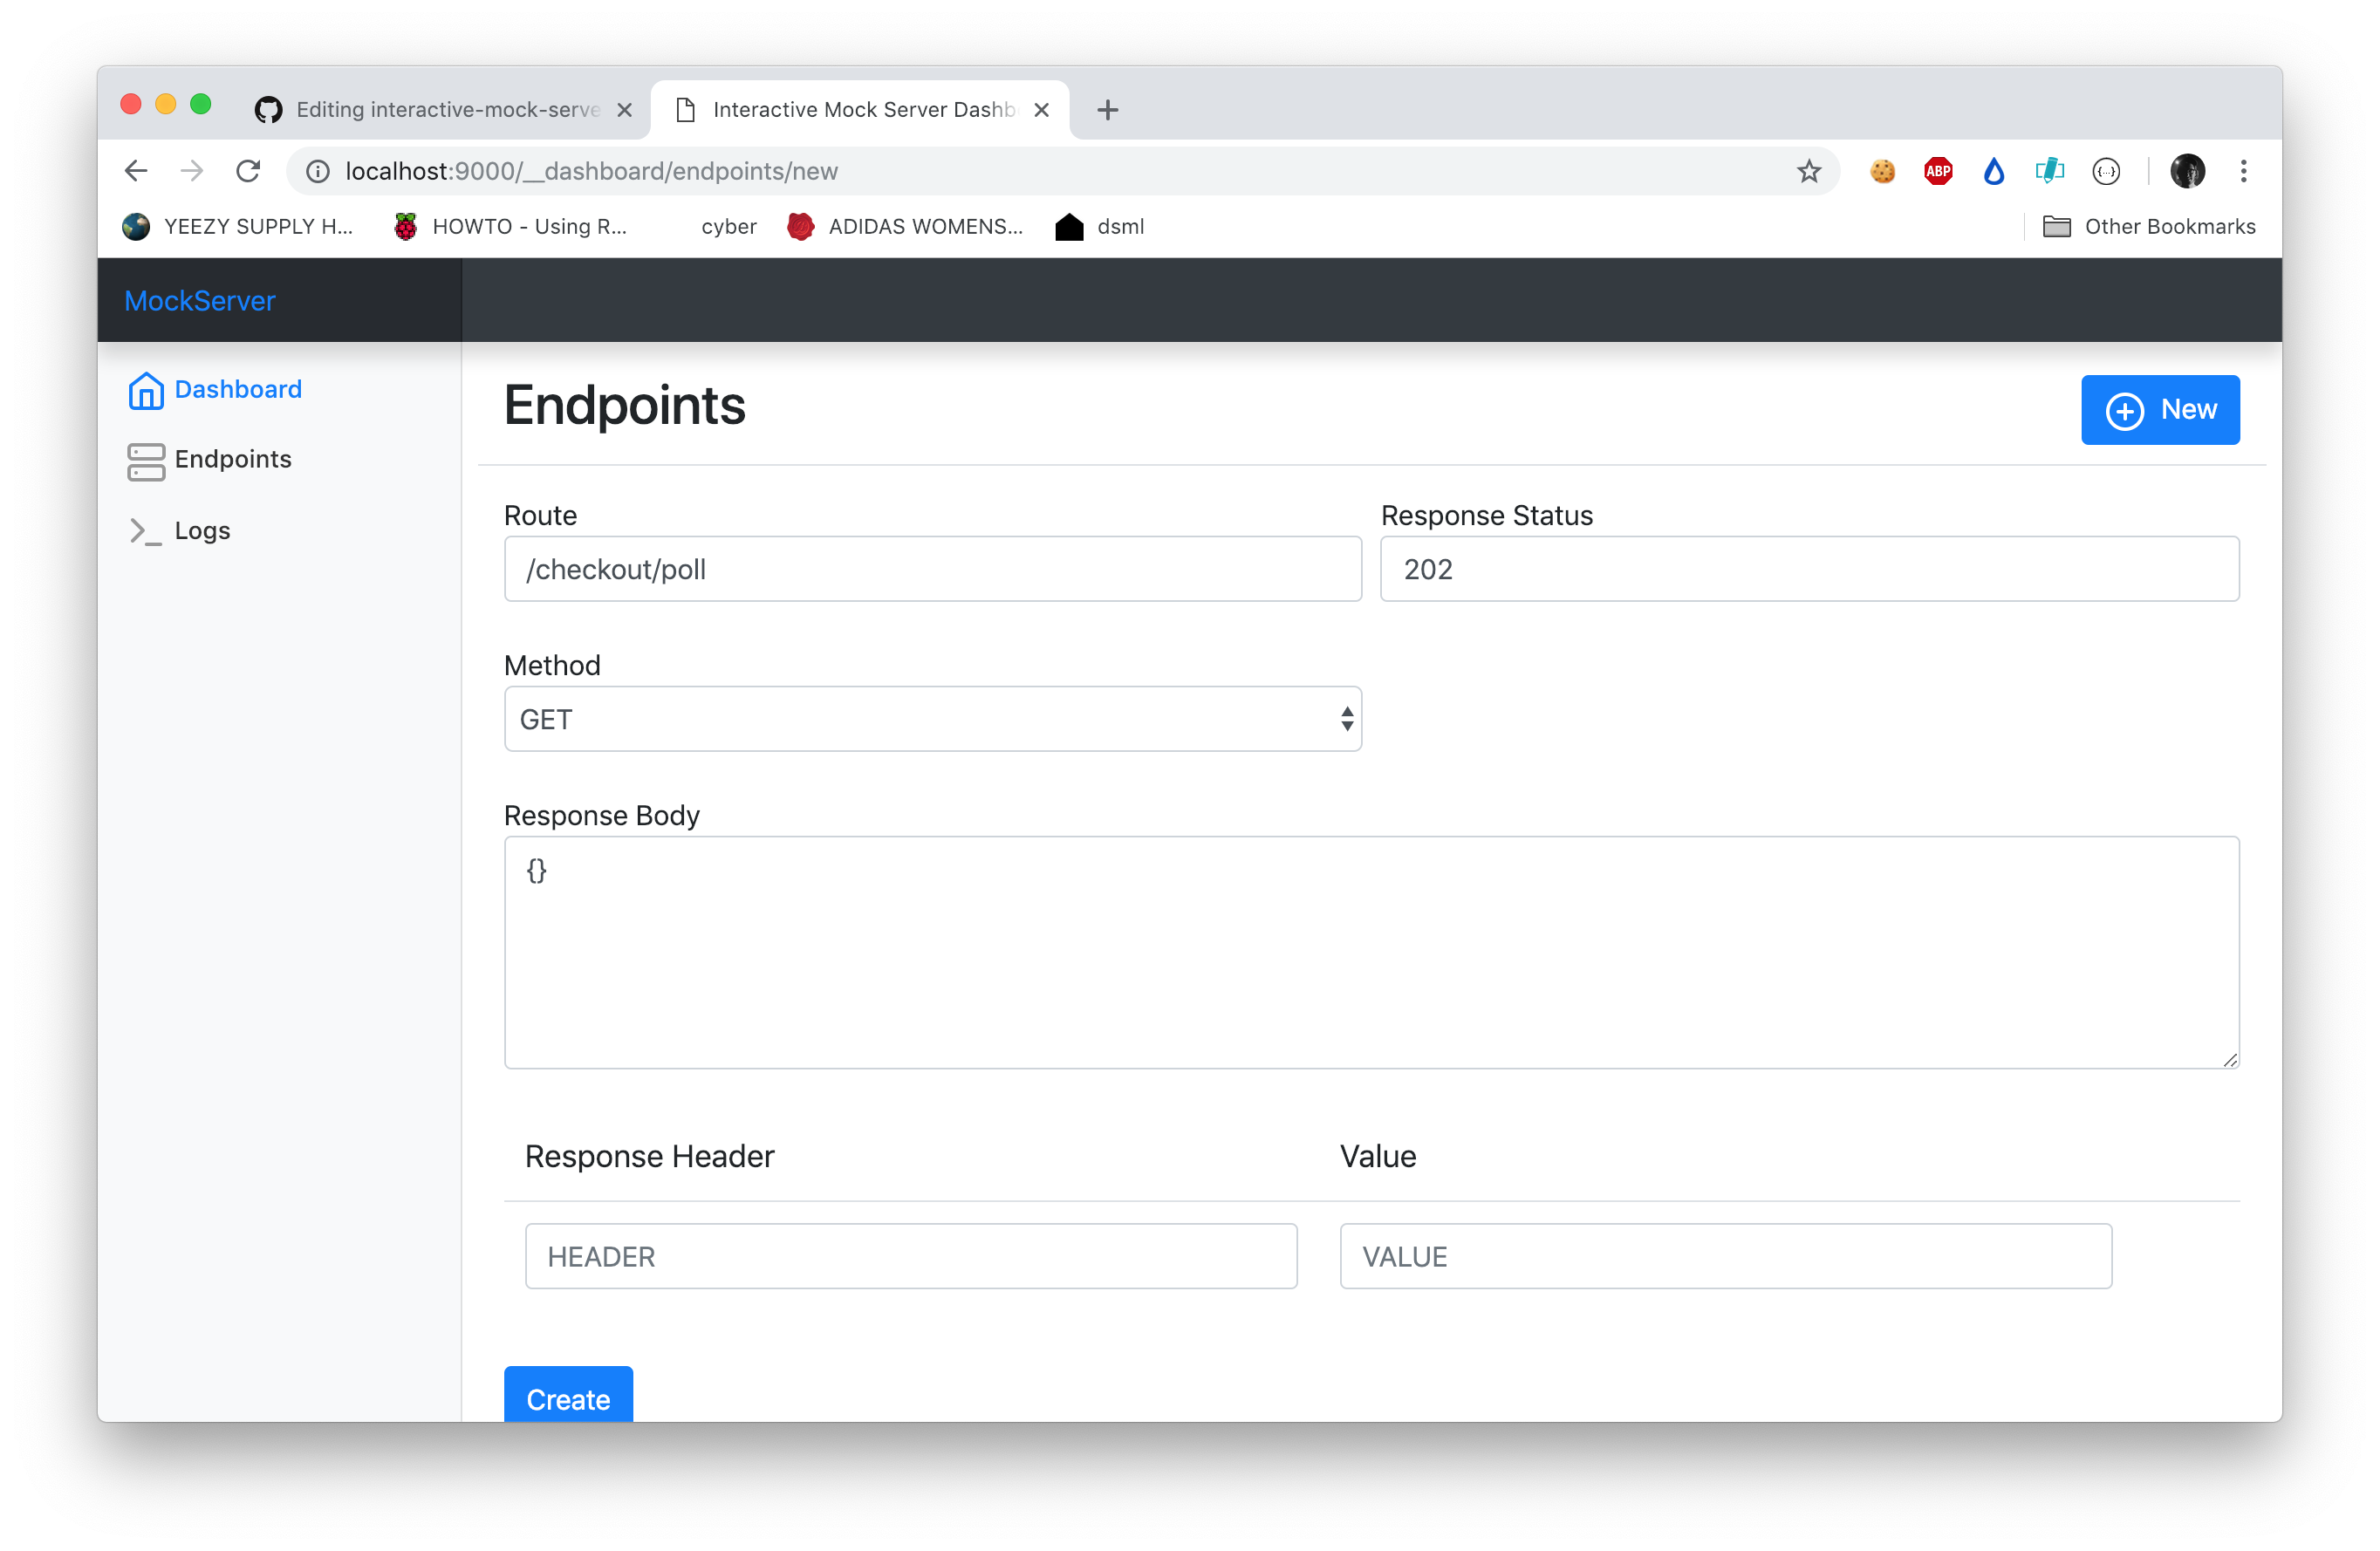 Editing interactive-mock-serve
Interactive Mock Server Dashb
localhost:9000/__dashboard/endpoints/new
ABP
{...}
YEEZY SUPPLY H...
HOWTO - Using R...
cyber
ADIDAS WOMENS...
dsml
Other Bookmarks
MockServer
Dashboard
Endpoints
Logs
Endpoints
New
Route
Response Status
/checkout/poll
202
Method
GET
Response Body
{}
Response Header
Value
HEADER
VALUE
Create